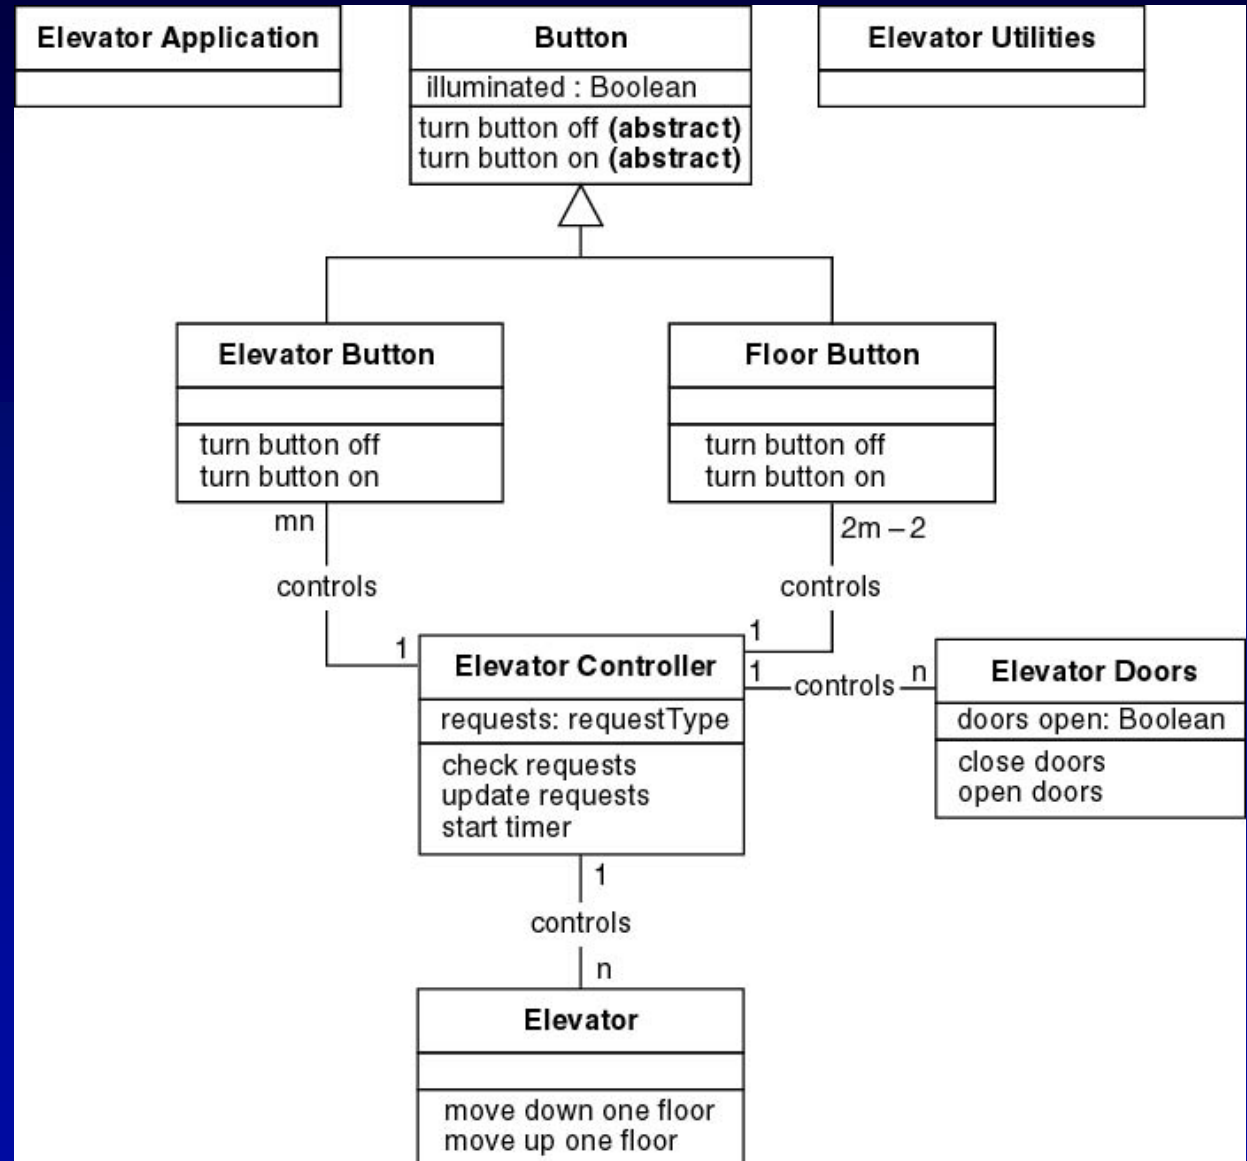 Elevator Application
Button
illuminated : Boolean
turn button off (abstract)
turn button on (abstract)
Elevator Utilities
Elevator Button
turn button off
turn button on
Floor Button
turn button off
turn button on
mn
controls
1
2m – 2
controls
1
Elevator Controller
requests: requestType
check requests
update requests
start timer
1
controls
n
Elevator Doors
doors open: Boolean
close doors
open doors
1
controls
n
Elevator
move down one floor
move up one floor